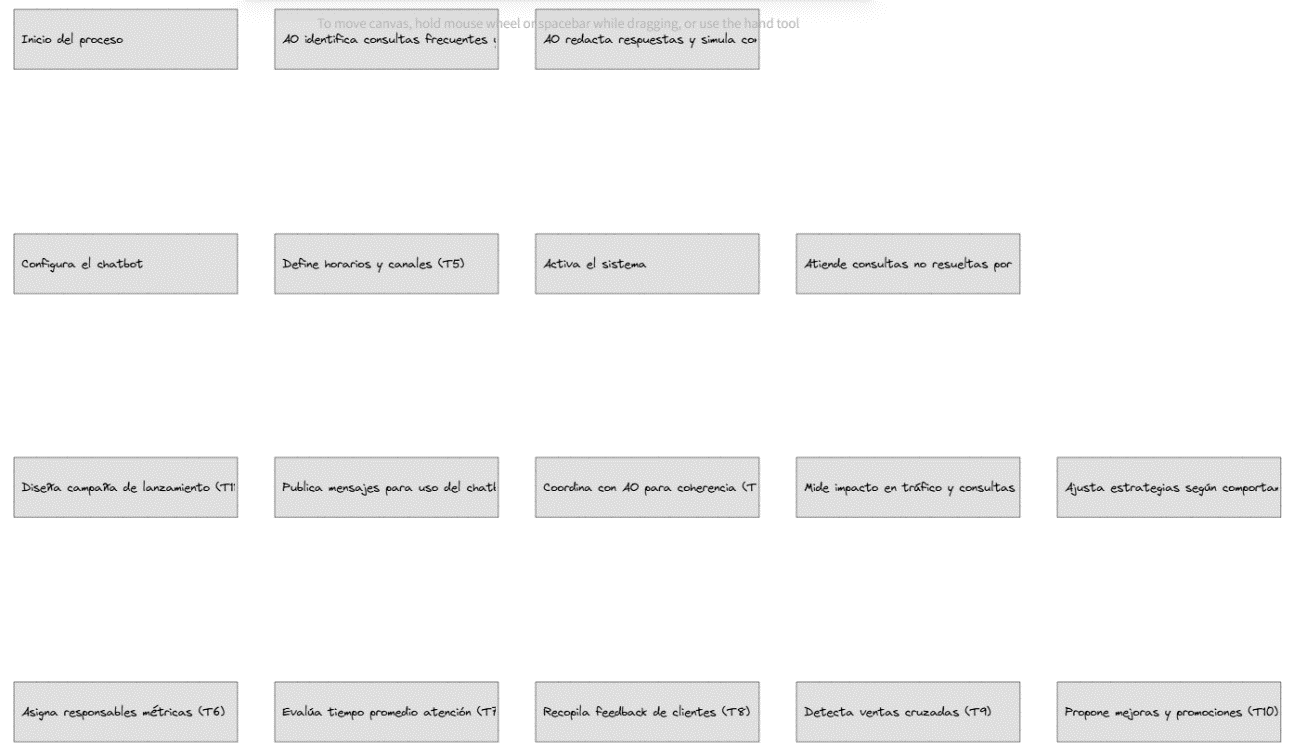 To move canvas, hold mouse wheel or spacebar while dragging, or use the hand tool
Inicio del proceso
AO identifica consultas frecuentes
AO redacta respuestas y simula
Configura el chatbot
Define horarios y canales (T5)
Activa el sistema
Atiende consultas no resueltas por
Diseña campaña de lanzamiento
Publica mensajes para uso del
Coordina con AO para coherencia (T
Mide impacto en tráfico y consultas
Ajusta estrategias según
Asigna responsables métricas (T6)
Evalúa tiempo promedio atención (T7
Recopila feedback de clientes (T8)
Detecta ventas cruzadas (T9)
Propone mejoras y promociones (T10)